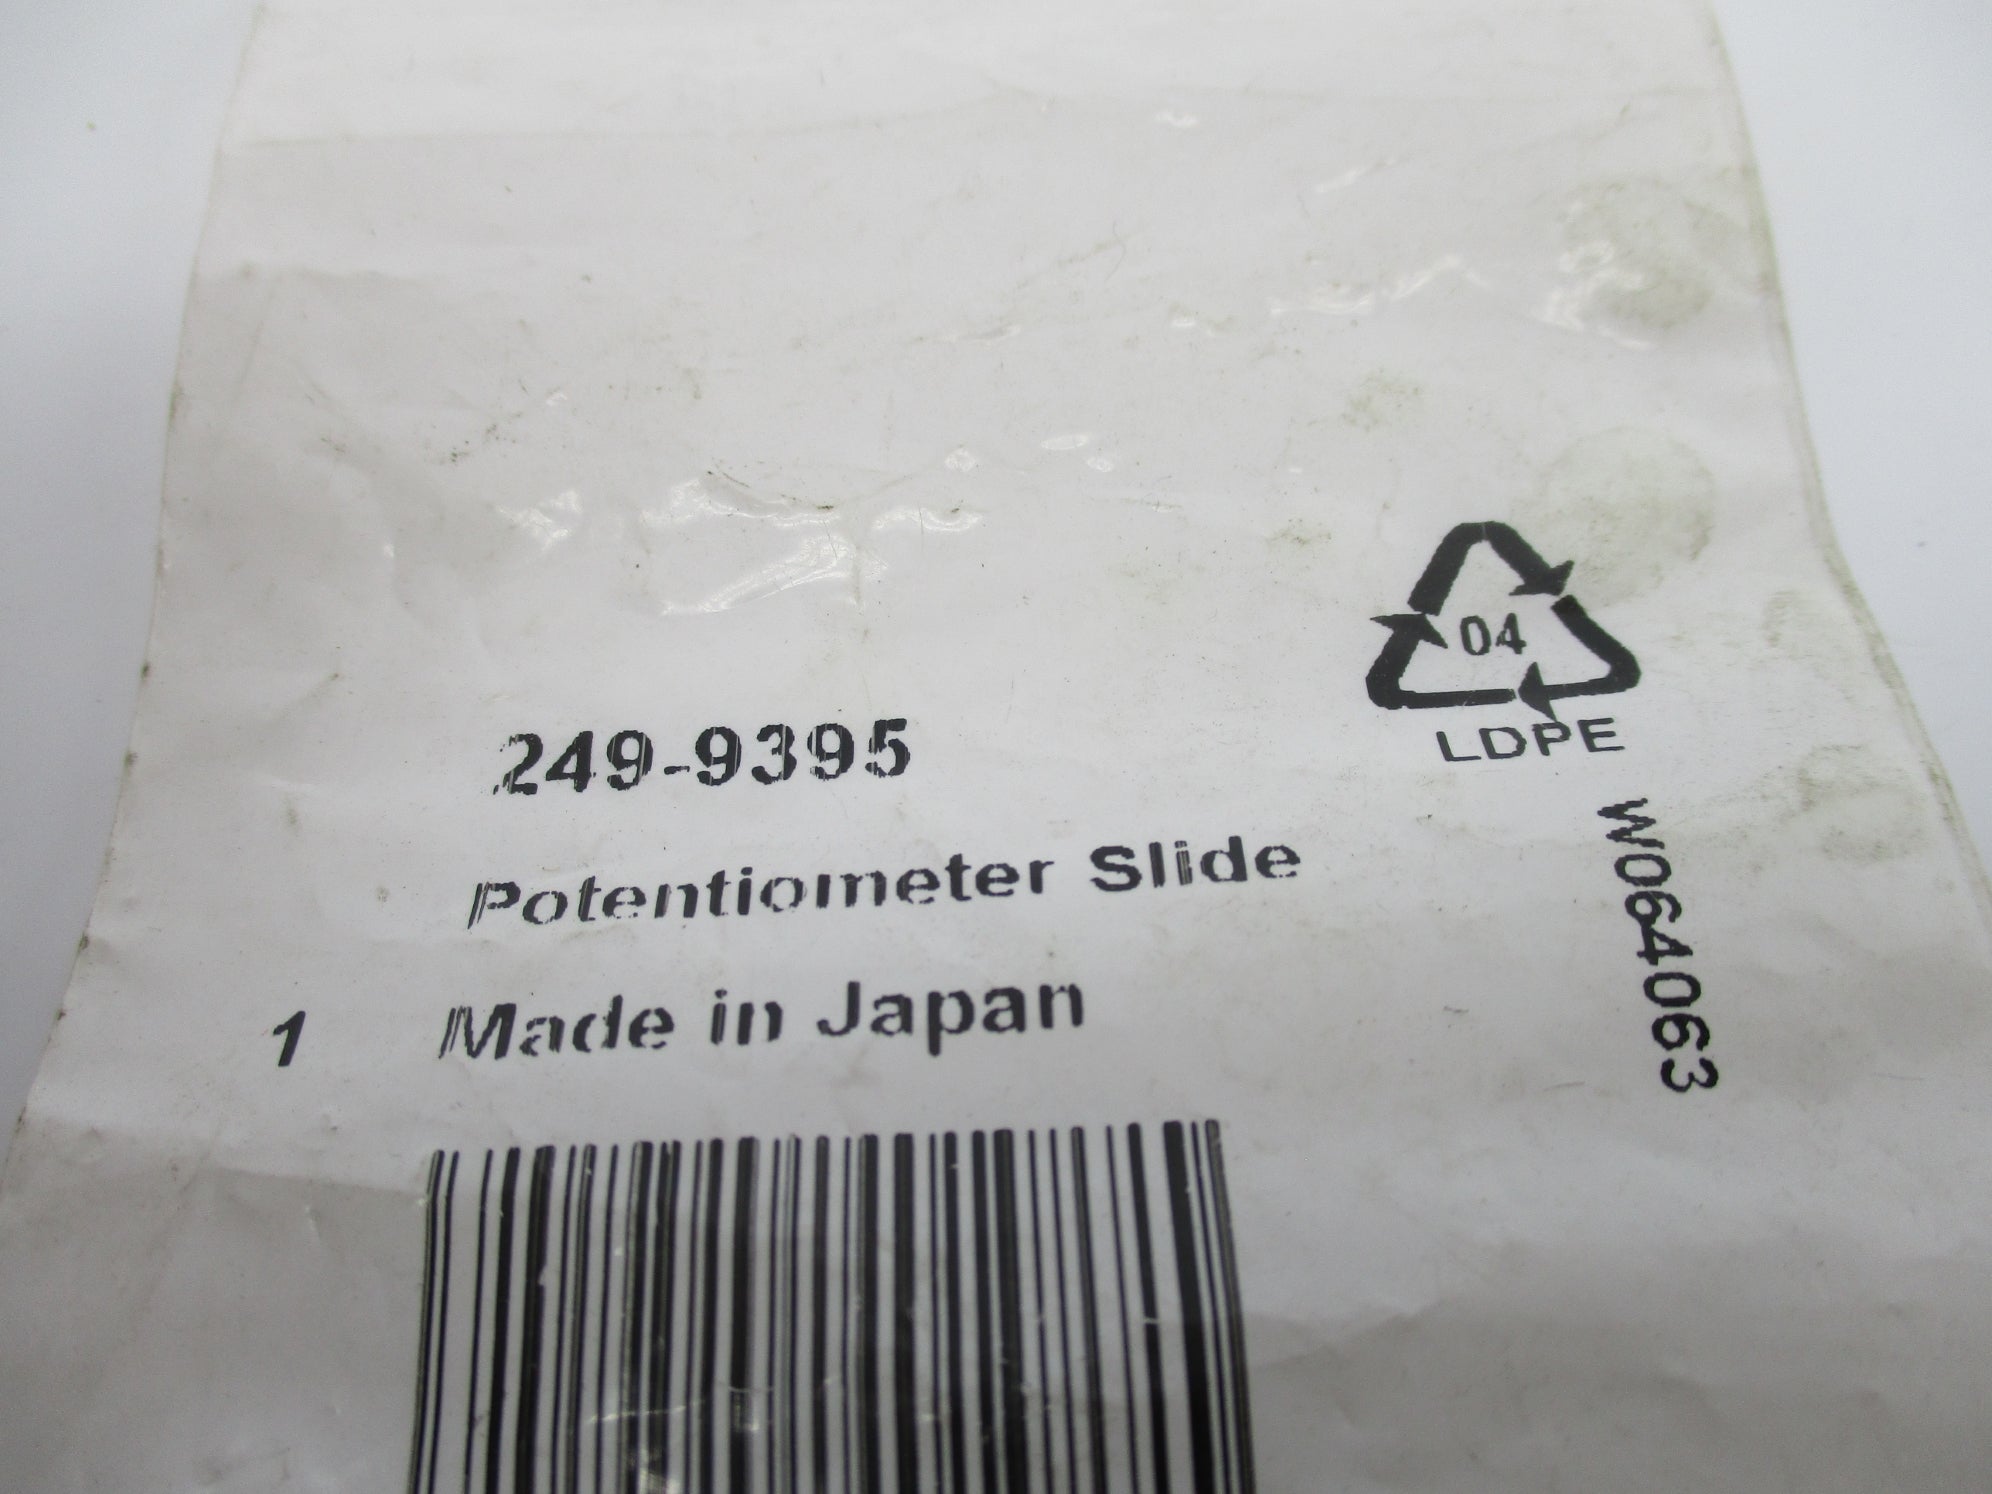 04
LDPE
249-9395
Potentiometer Slide
1 Made in Japan
W064063